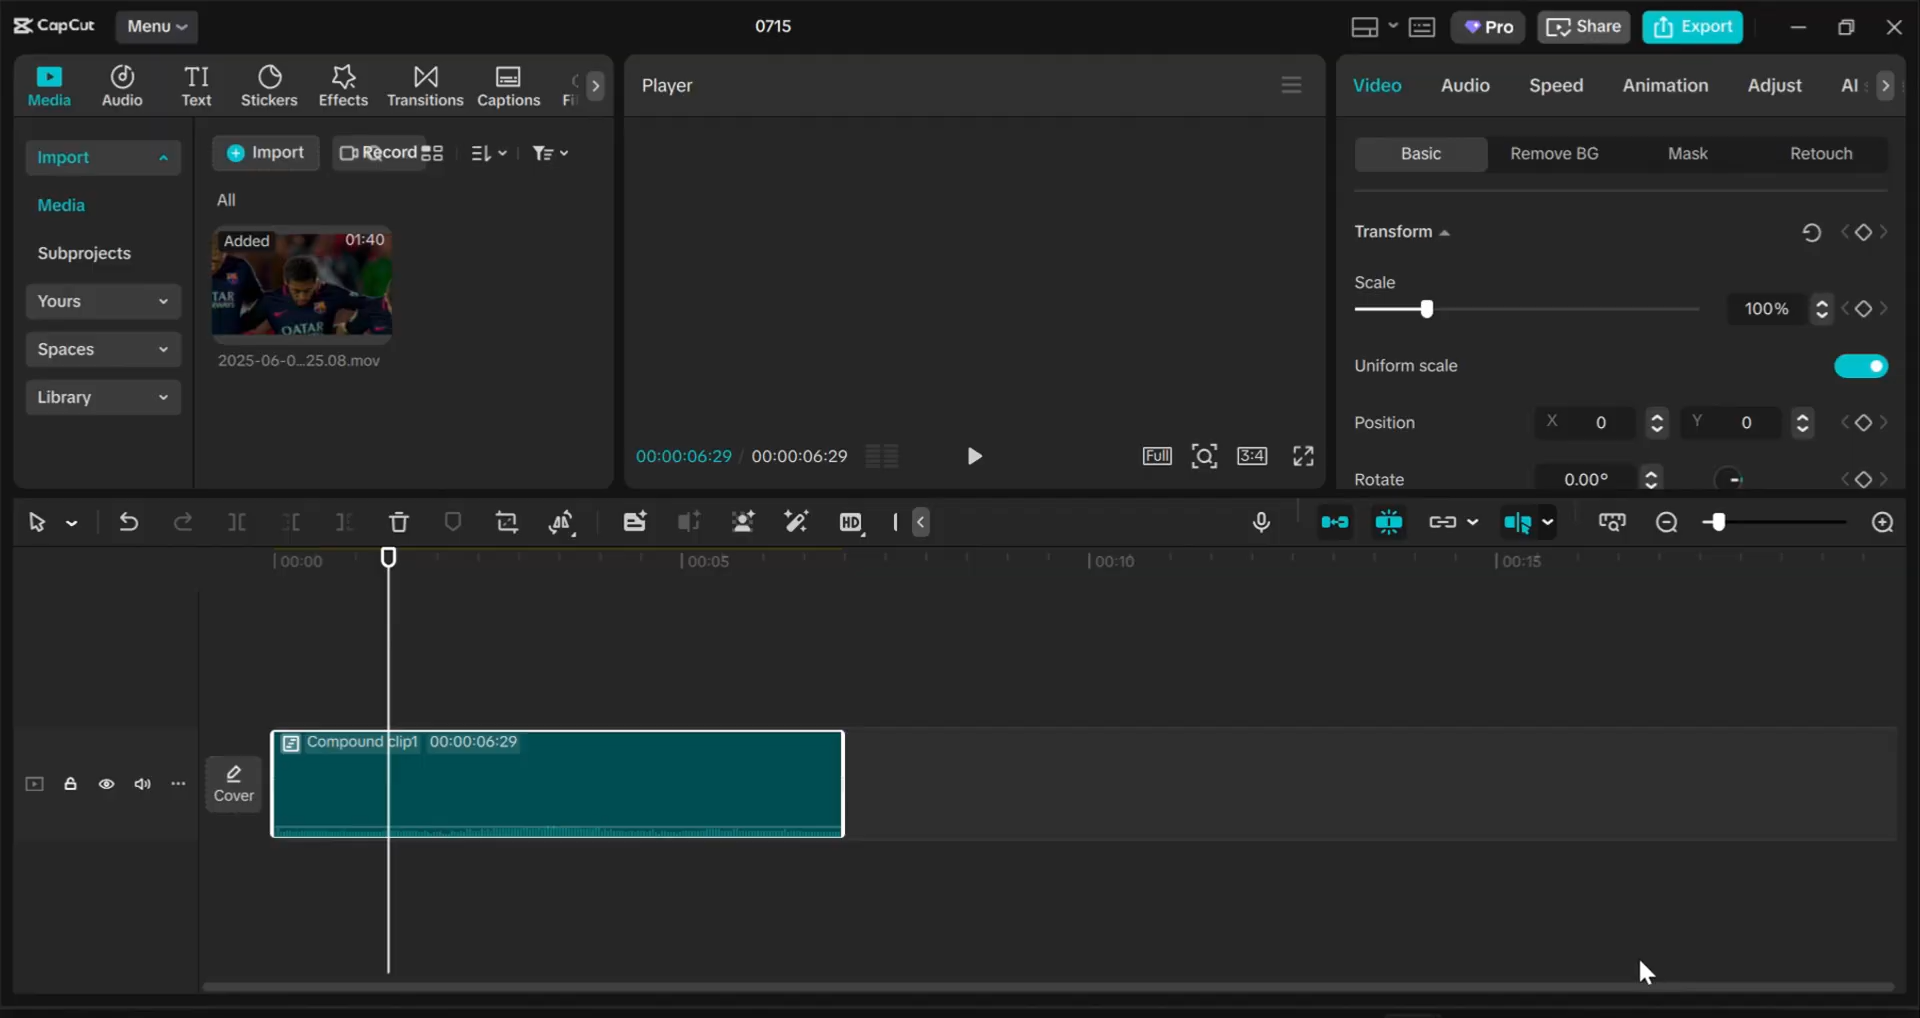 CapCut
Menu
0715
Pro
Share
Export
Media
Audio
Text
Stickers
Effects
Transitions
Captions
Player
Video
Audio
Speed
Animation
Adjust
AI
Import
Import
Record
Basic
Remove BG
Mask
Retouch
Media
All
Transform
Subprojects
Added
01:40
QATAR
Scale
100%
Yours
Spaces
2025-06-0...25.08.mov
Uniform scale
Library
Position
X 0
Y 0
00:00:06:29 / 00:00:06:29
Full
3:4
Rotate
0.00°
HD
00:00
00:05
00:10
00:15
Compound clip1 00:00:06:29
Cover